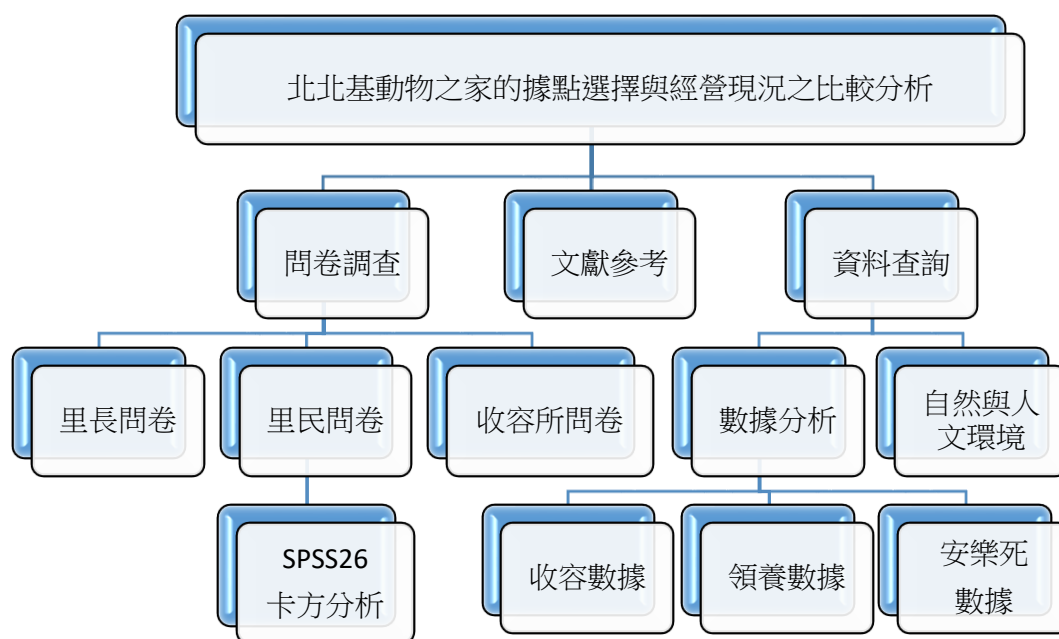 北北基動物之家的據點選擇與經營現況之比較分析
問卷調查
文獻參考
資料查詢
里長問卷
里民問卷
收容所問卷
數據分析
自然與人
文環境
SPSS26
卡方分析
收容數據
領養數據
安樂死
數據